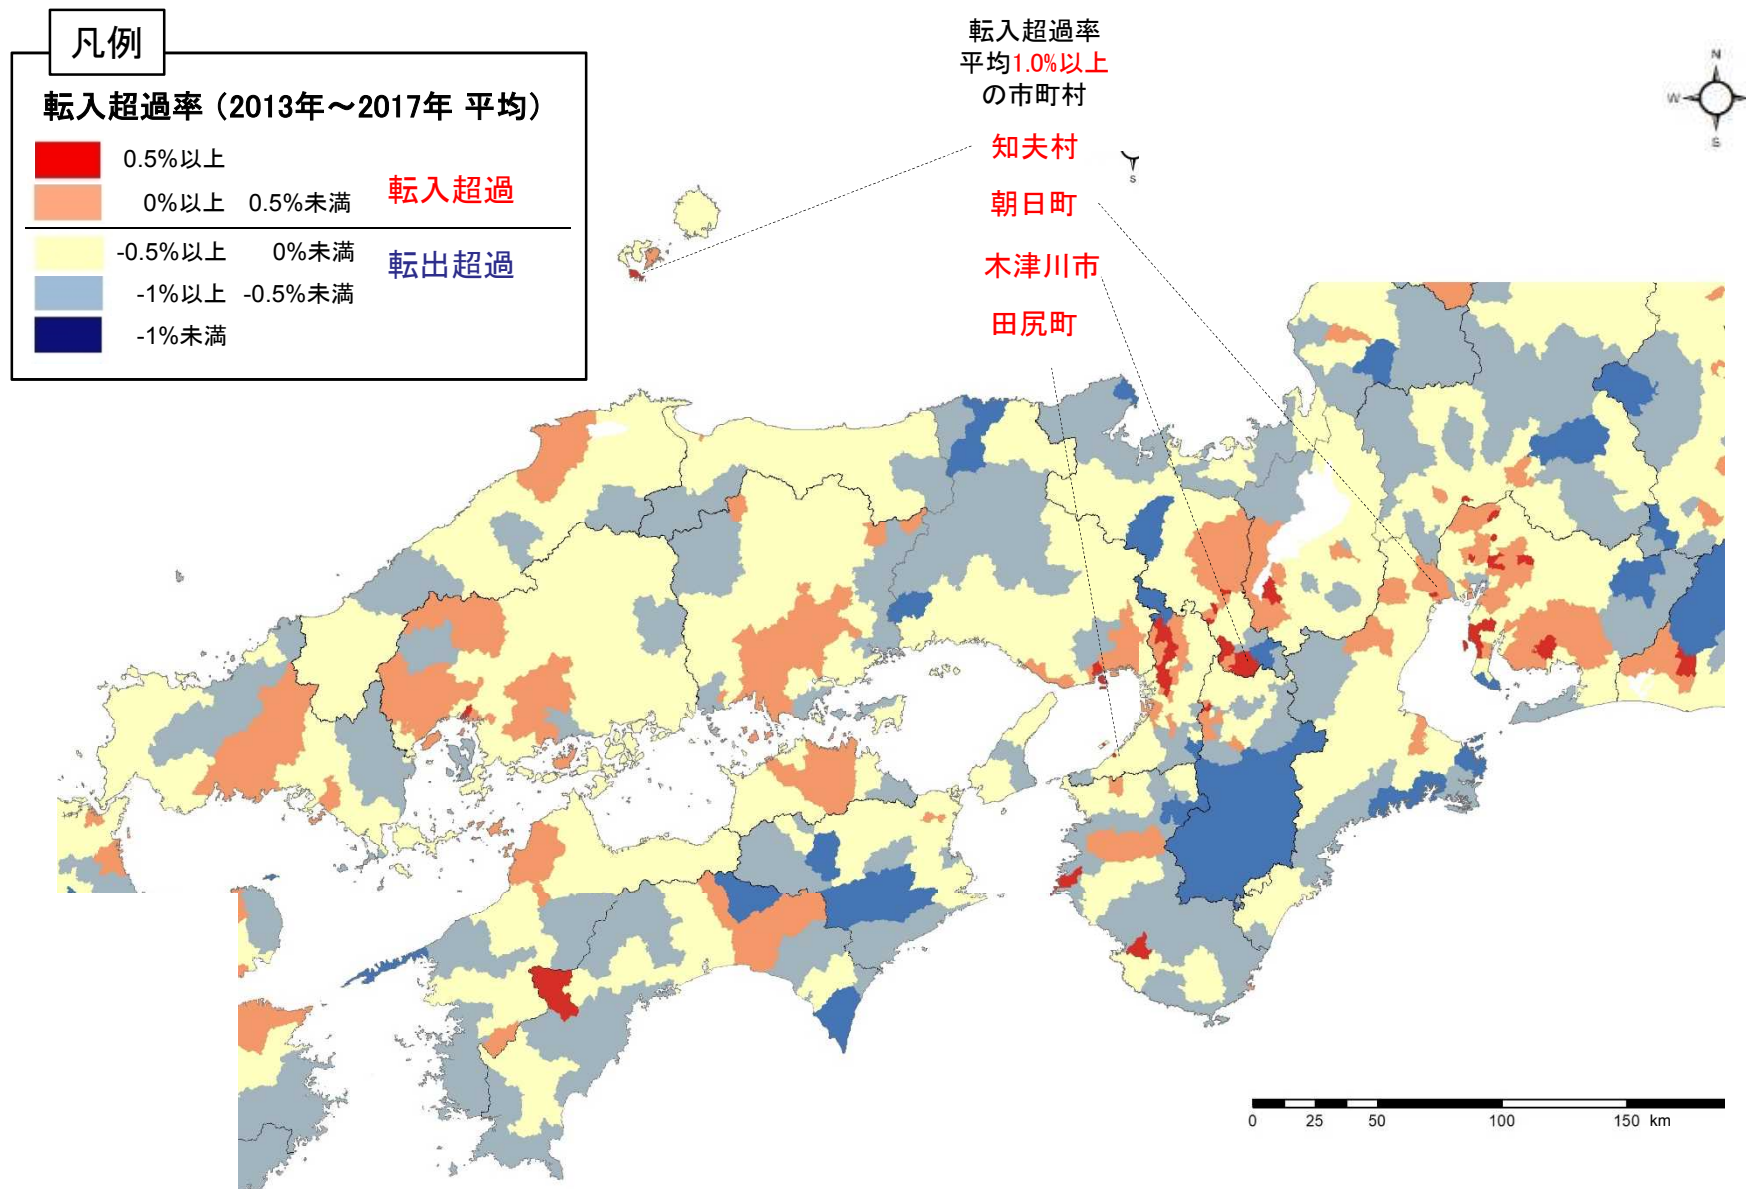 凡例
転入超過率（2013年～2017年 平均）
0.5%以上
0%以上 0.5%未満
転入超過
-0.5%以上 0%未満
転出超過
-1%以上 -0.5%未満
-1%未満
転入超過率
平均1.0%以上
の市町村
知夫村
朝日町
木津川市
田尻町
N
W
S
S
0 25 50 100 150 km